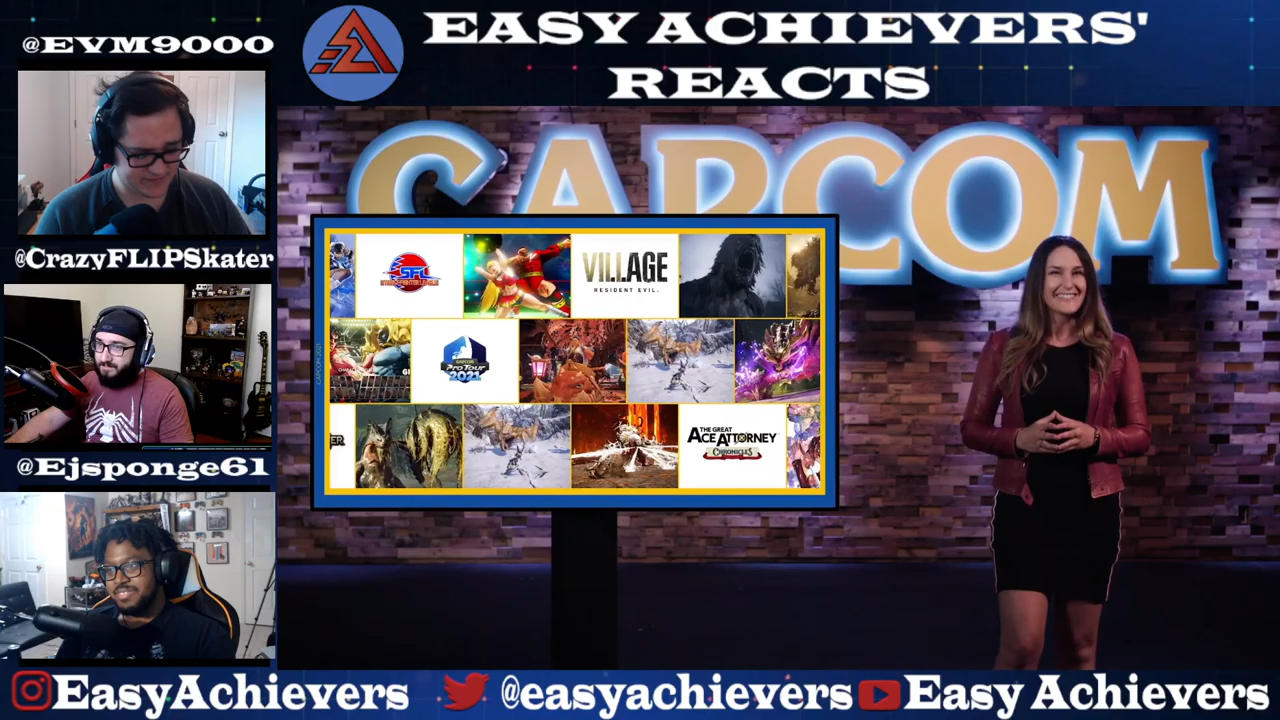 @EVM9000
EASY ACHIEVERS'
REACTS
CAPCOM
@CrazyFLIPSkater
@Ejsponge61
SFL
VILLAGE
RESIDENT EVIL.
CAPCOM
PRO TOUR
2021
THE GREAT
ACE ATTORNEY
CHRONICLES
EasyAchievers
@easyachievers
Easy Achievers